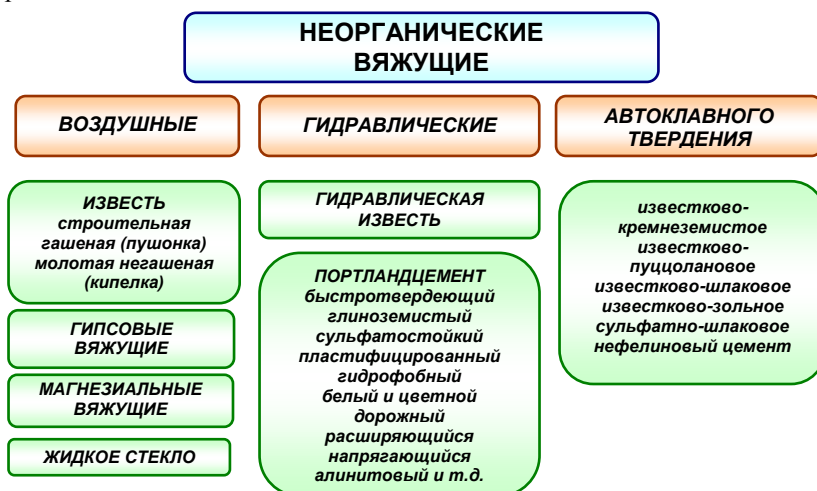 НЕОРГАНИЧЕСКИЕ
ВЯЖУЩИЕ
ВОЗДУШНЫЕ
ГИДРАВЛИЧЕСКИЕ
АВТОКЛАВНОГО
ТВЕРДЕНИЯ
ИЗВЕСТЬ
строительная
гашеная (пушонка)
молотая негашеная
(кипелка)
ГИПСОВЫЕ
ВЯЖУЩИЕ
МАГНЕЗИАЛЬНЫЕ
ВЯЖУЩИЕ
ЖИДКОЕ СТЕКЛО
ГИДРАВЛИЧЕСКАЯ
ИЗВЕСТЬ
ПОРТЛАНДЦЕМЕНТ
быстротвердеющий
глиноземистый
сульфатостойкий
пластифицированный
гидрофобный
белый и цветной
дорожный
расширяющийся
напрягающийся
алинитовый и т.д.
известково-
кремнеземистое
известково-
пуццолановое
известково-шлаковое
известково-зольное
сульфатно-шлаковое
нефелиновый цемент